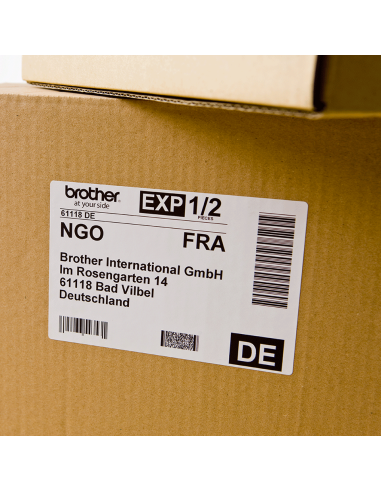 brother
at your side
EXP 1/2
PIECES
61118 DE
NGO FRA
Brother International GmbH
Im Rosengarten 14
61118 Bad Vilbel
Deutschland
DE